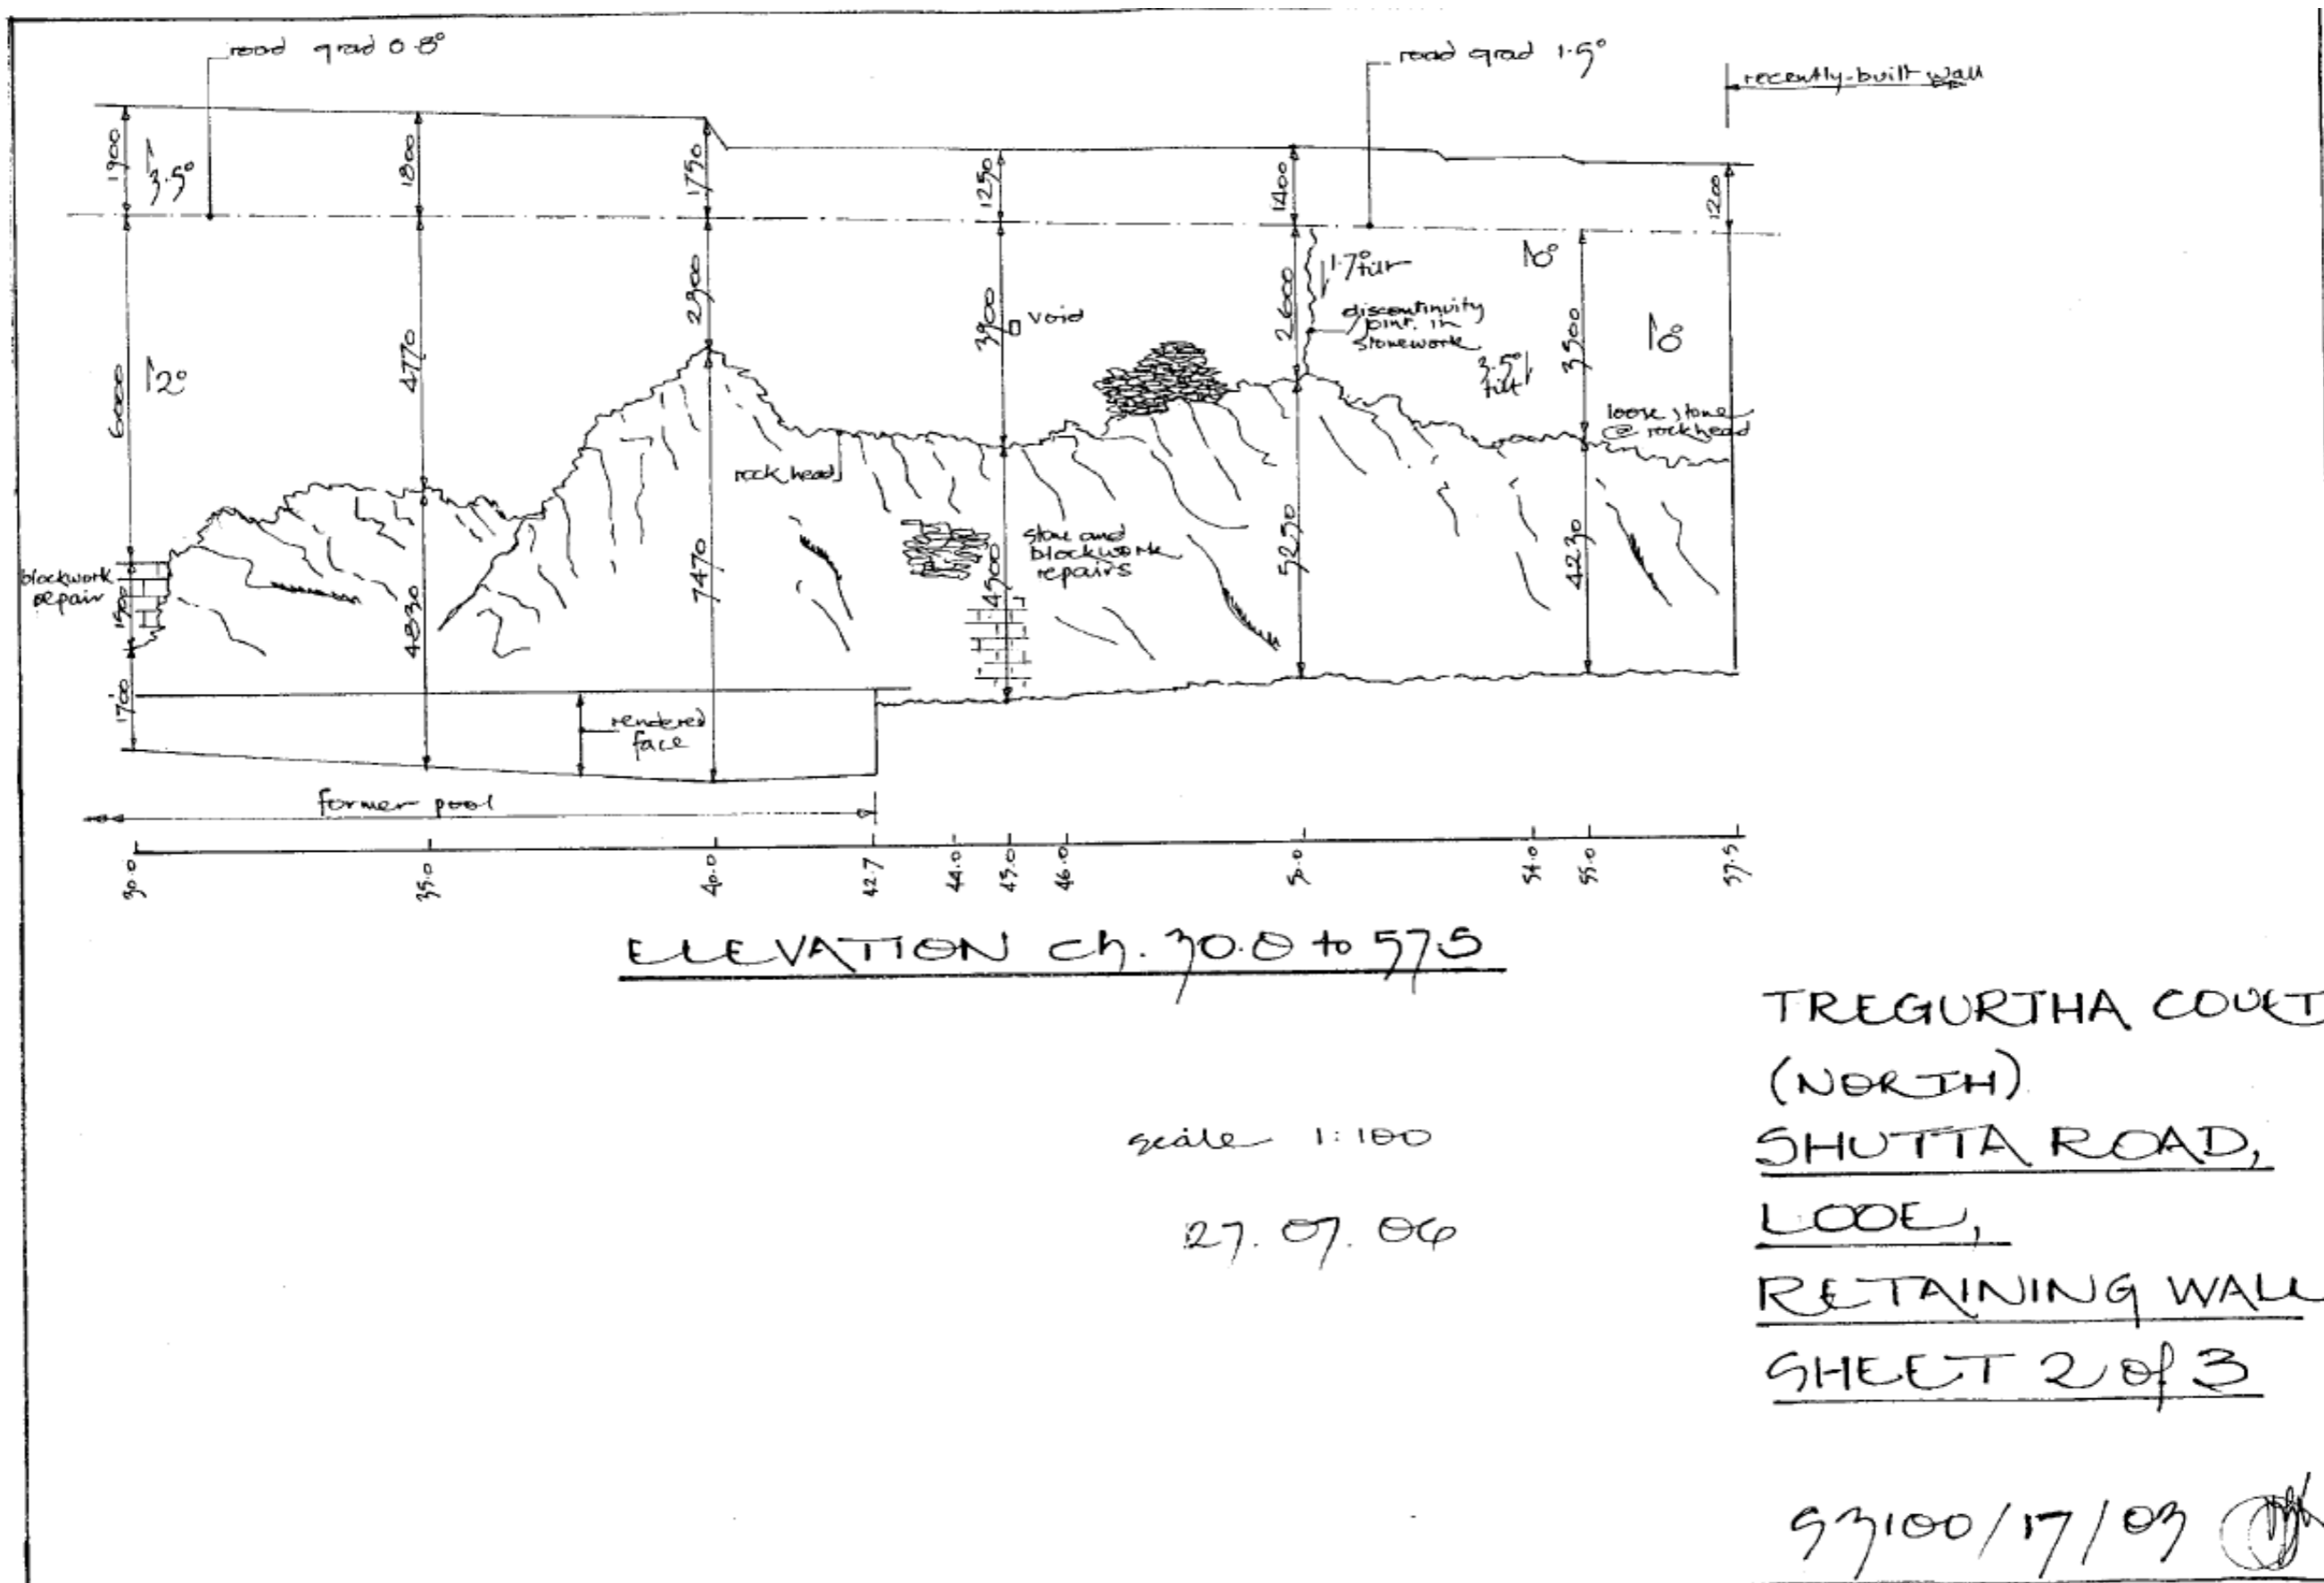 road grad 0.8°
road grad 1.5°
recently-built wall
1900
3.5°
1800
1750
1250
1400
1200
6000
2°
4770
2300
3900
void
2600
1.7°
tilt
discontinuity
joint. in
stonework
0°
3500
0°
3.5°
tilt
loose stone
@ rockhead
rock head
blockwork
repair
1500
4830
7470
4500
stone and
blockwork
repairs
5250
4230
1700
rendered
face
former pool
30.0
35.0
40.0
42.7
44.0
45.0
46.0
50.0
54.0
55.0
57.5
ELEVATION Ch. 30.0 to 57.5
scale 1:100
27.07.06
TREGURTHA COURT
(NORTH)
SHUTTA ROAD,
LOOE,
RETAINING WALL
SHEET 2 of 3
53100/17/03